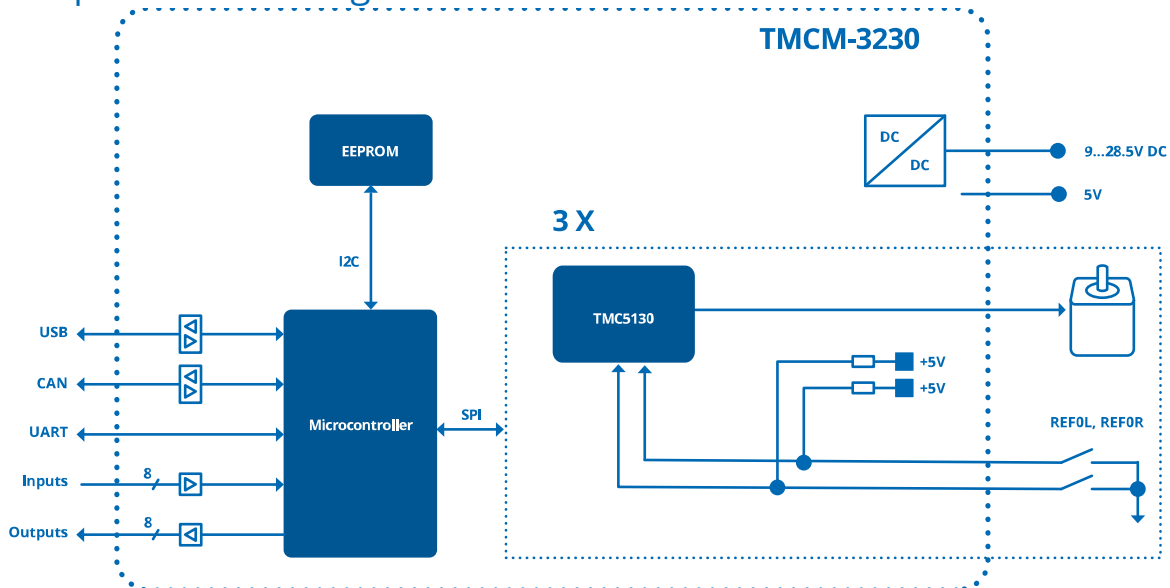 TMCM-3230
DC
DC
9...28.5V DC
5V
EEPROM
3 X
I2C
TMC5130
USB
+5V
CAN
+5V
Microcontroller
SPI
UART
REF0L, REF0R
8
Inputs
8
Outputs